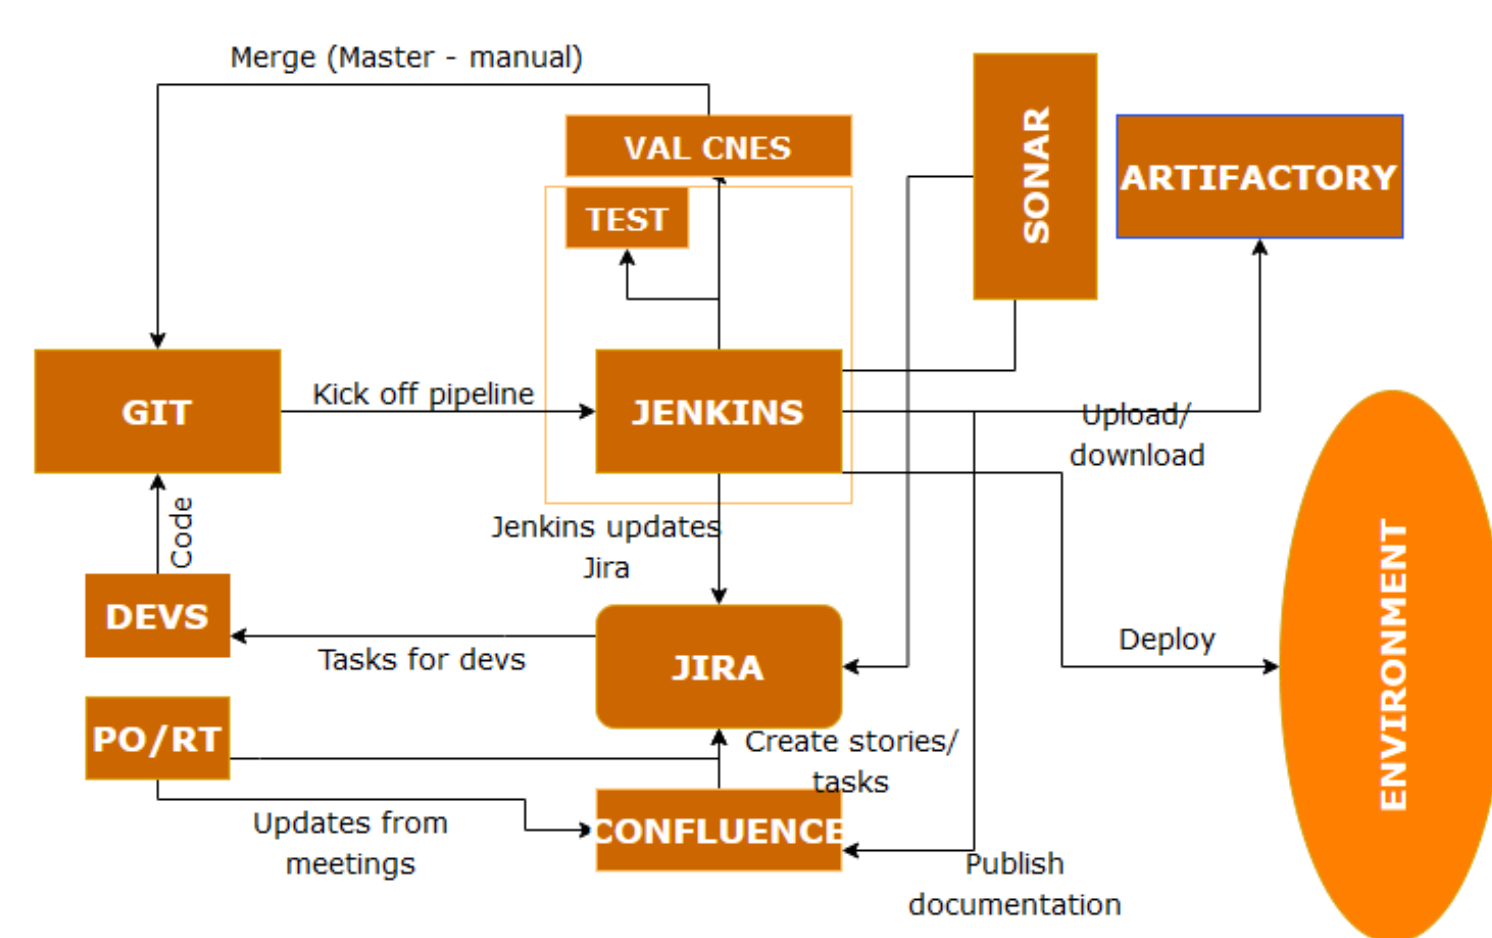 Merge (Master - manual)
VAL CNES
SONAR
ARTIFACTORY
TEST
GIT
Kick off pipeline
JENKINS
Upload/
download
Code
Jenkins updates
Jira
DEVS
Tasks for devs
JIRA
Deploy
ENVIRONMENT
PO/RT
Create stories/
tasks
Updates from
meetings
CONFLUENCE
Publish
documentation